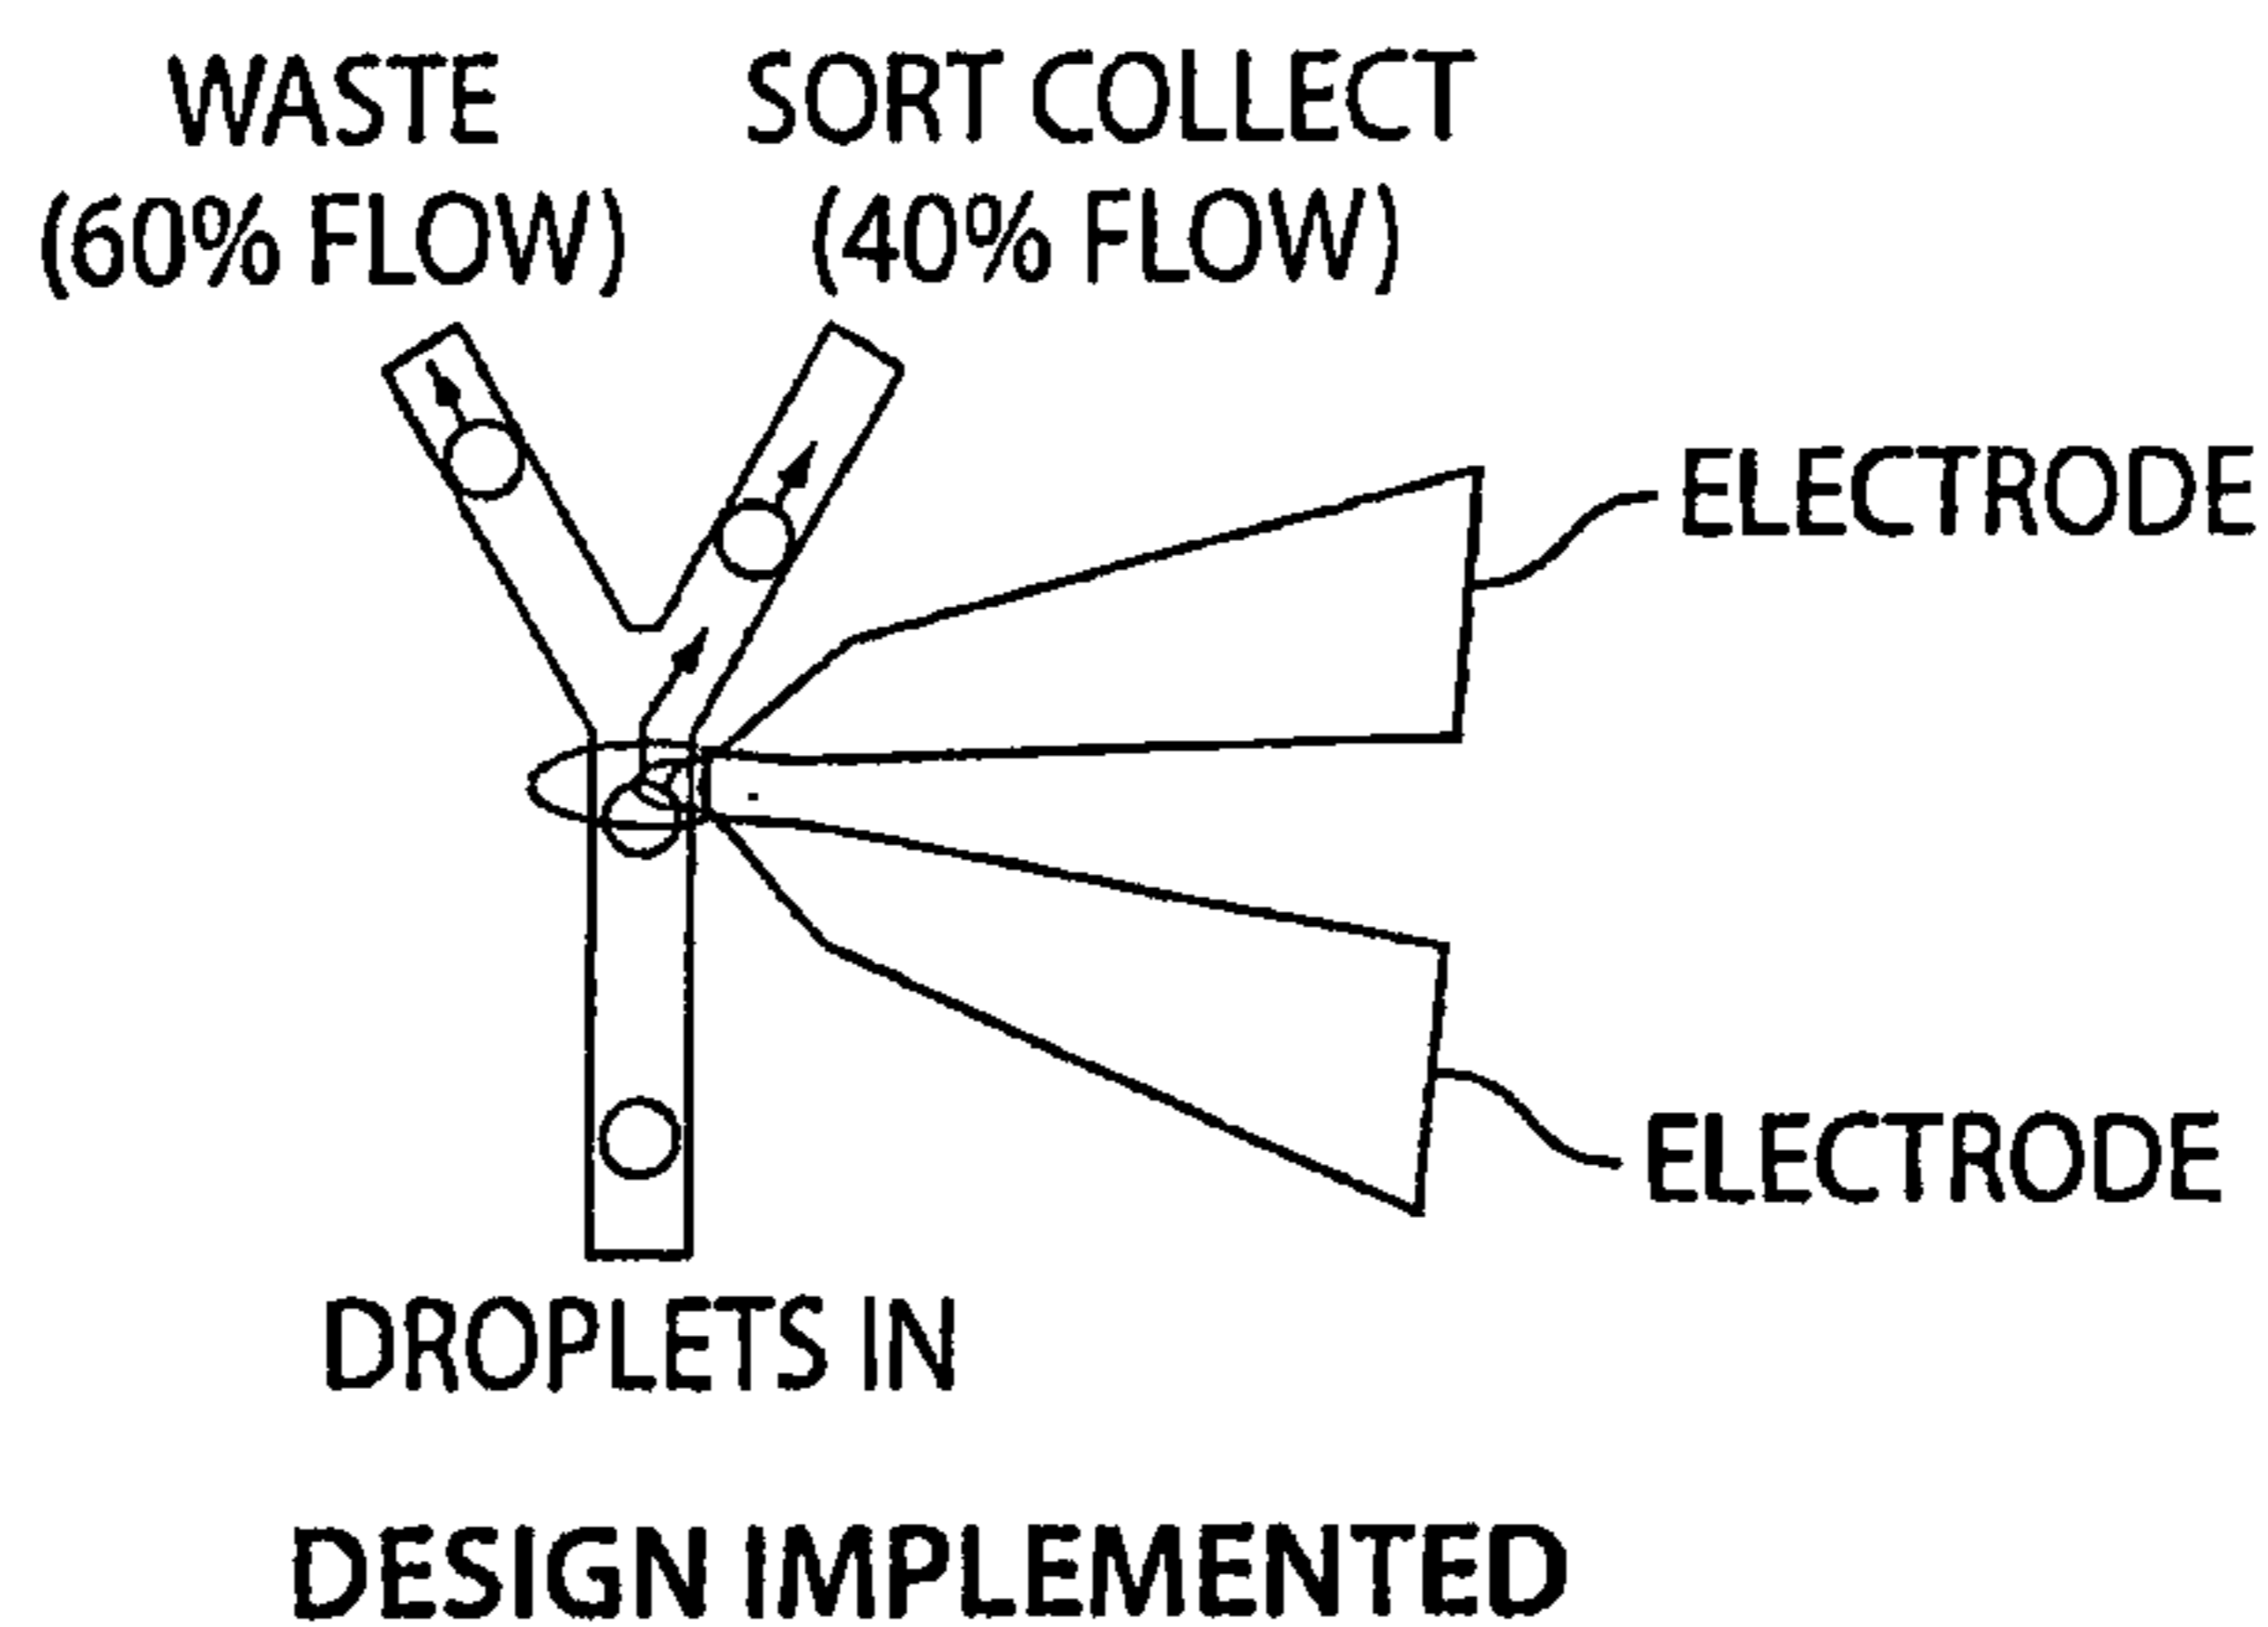 WASTE
(60% FLOW)
SORT COLLECT
(40% FLOW)
ELECTRODE
ELECTRODE
DROPLETS IN
DESIGN IMPLEMENTED